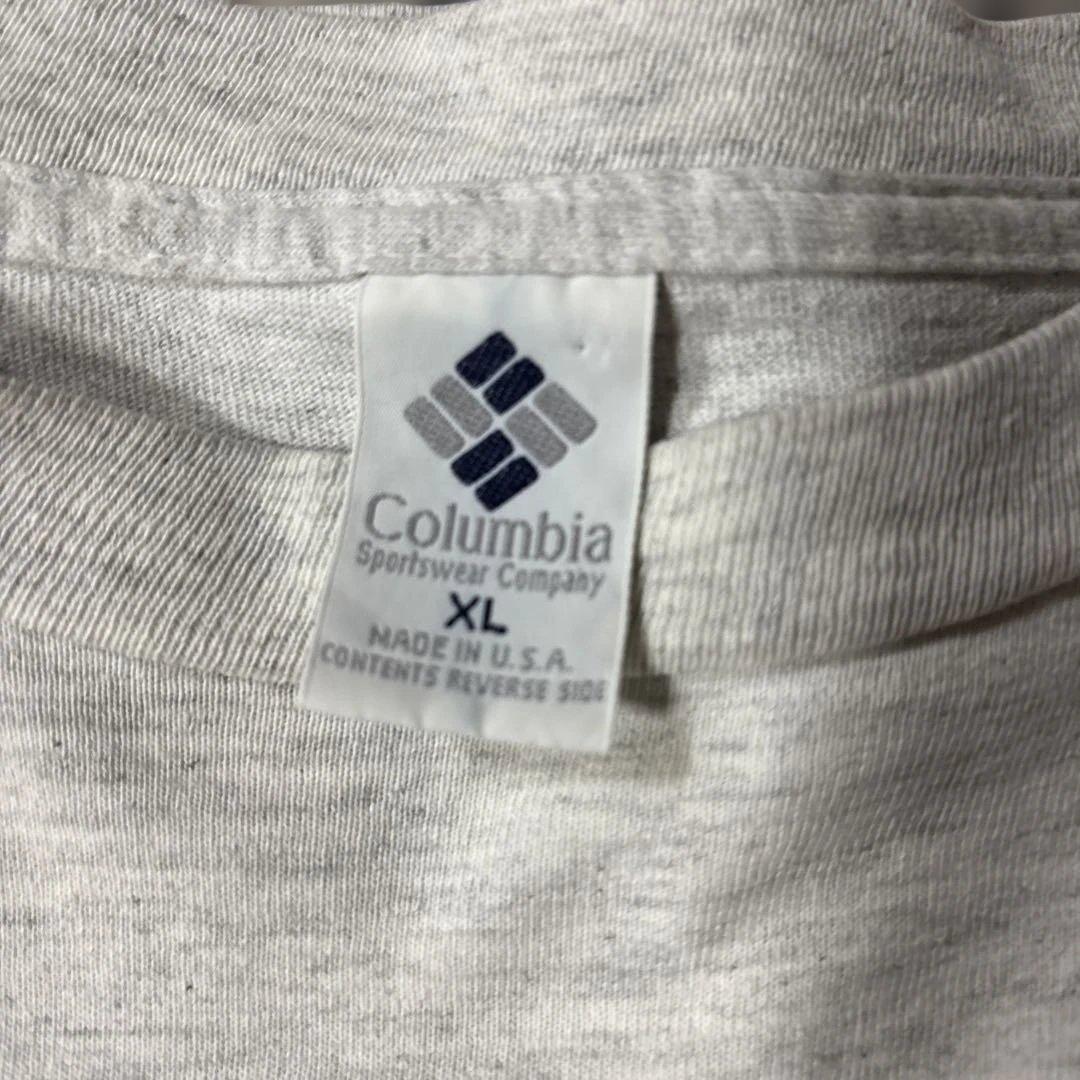 Columbia
Sportswear Company
XL
MADE IN U.S.A.
CONTENTS REVERSE SIDE